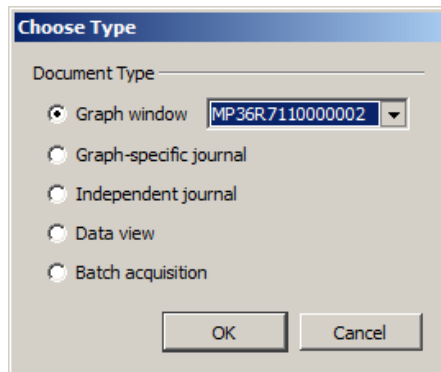 Choose Type
Document Type
Graph window MP36R7110000002
Graph-specific journal
Independent journal
Data view
Batch acquisition
OK Cancel